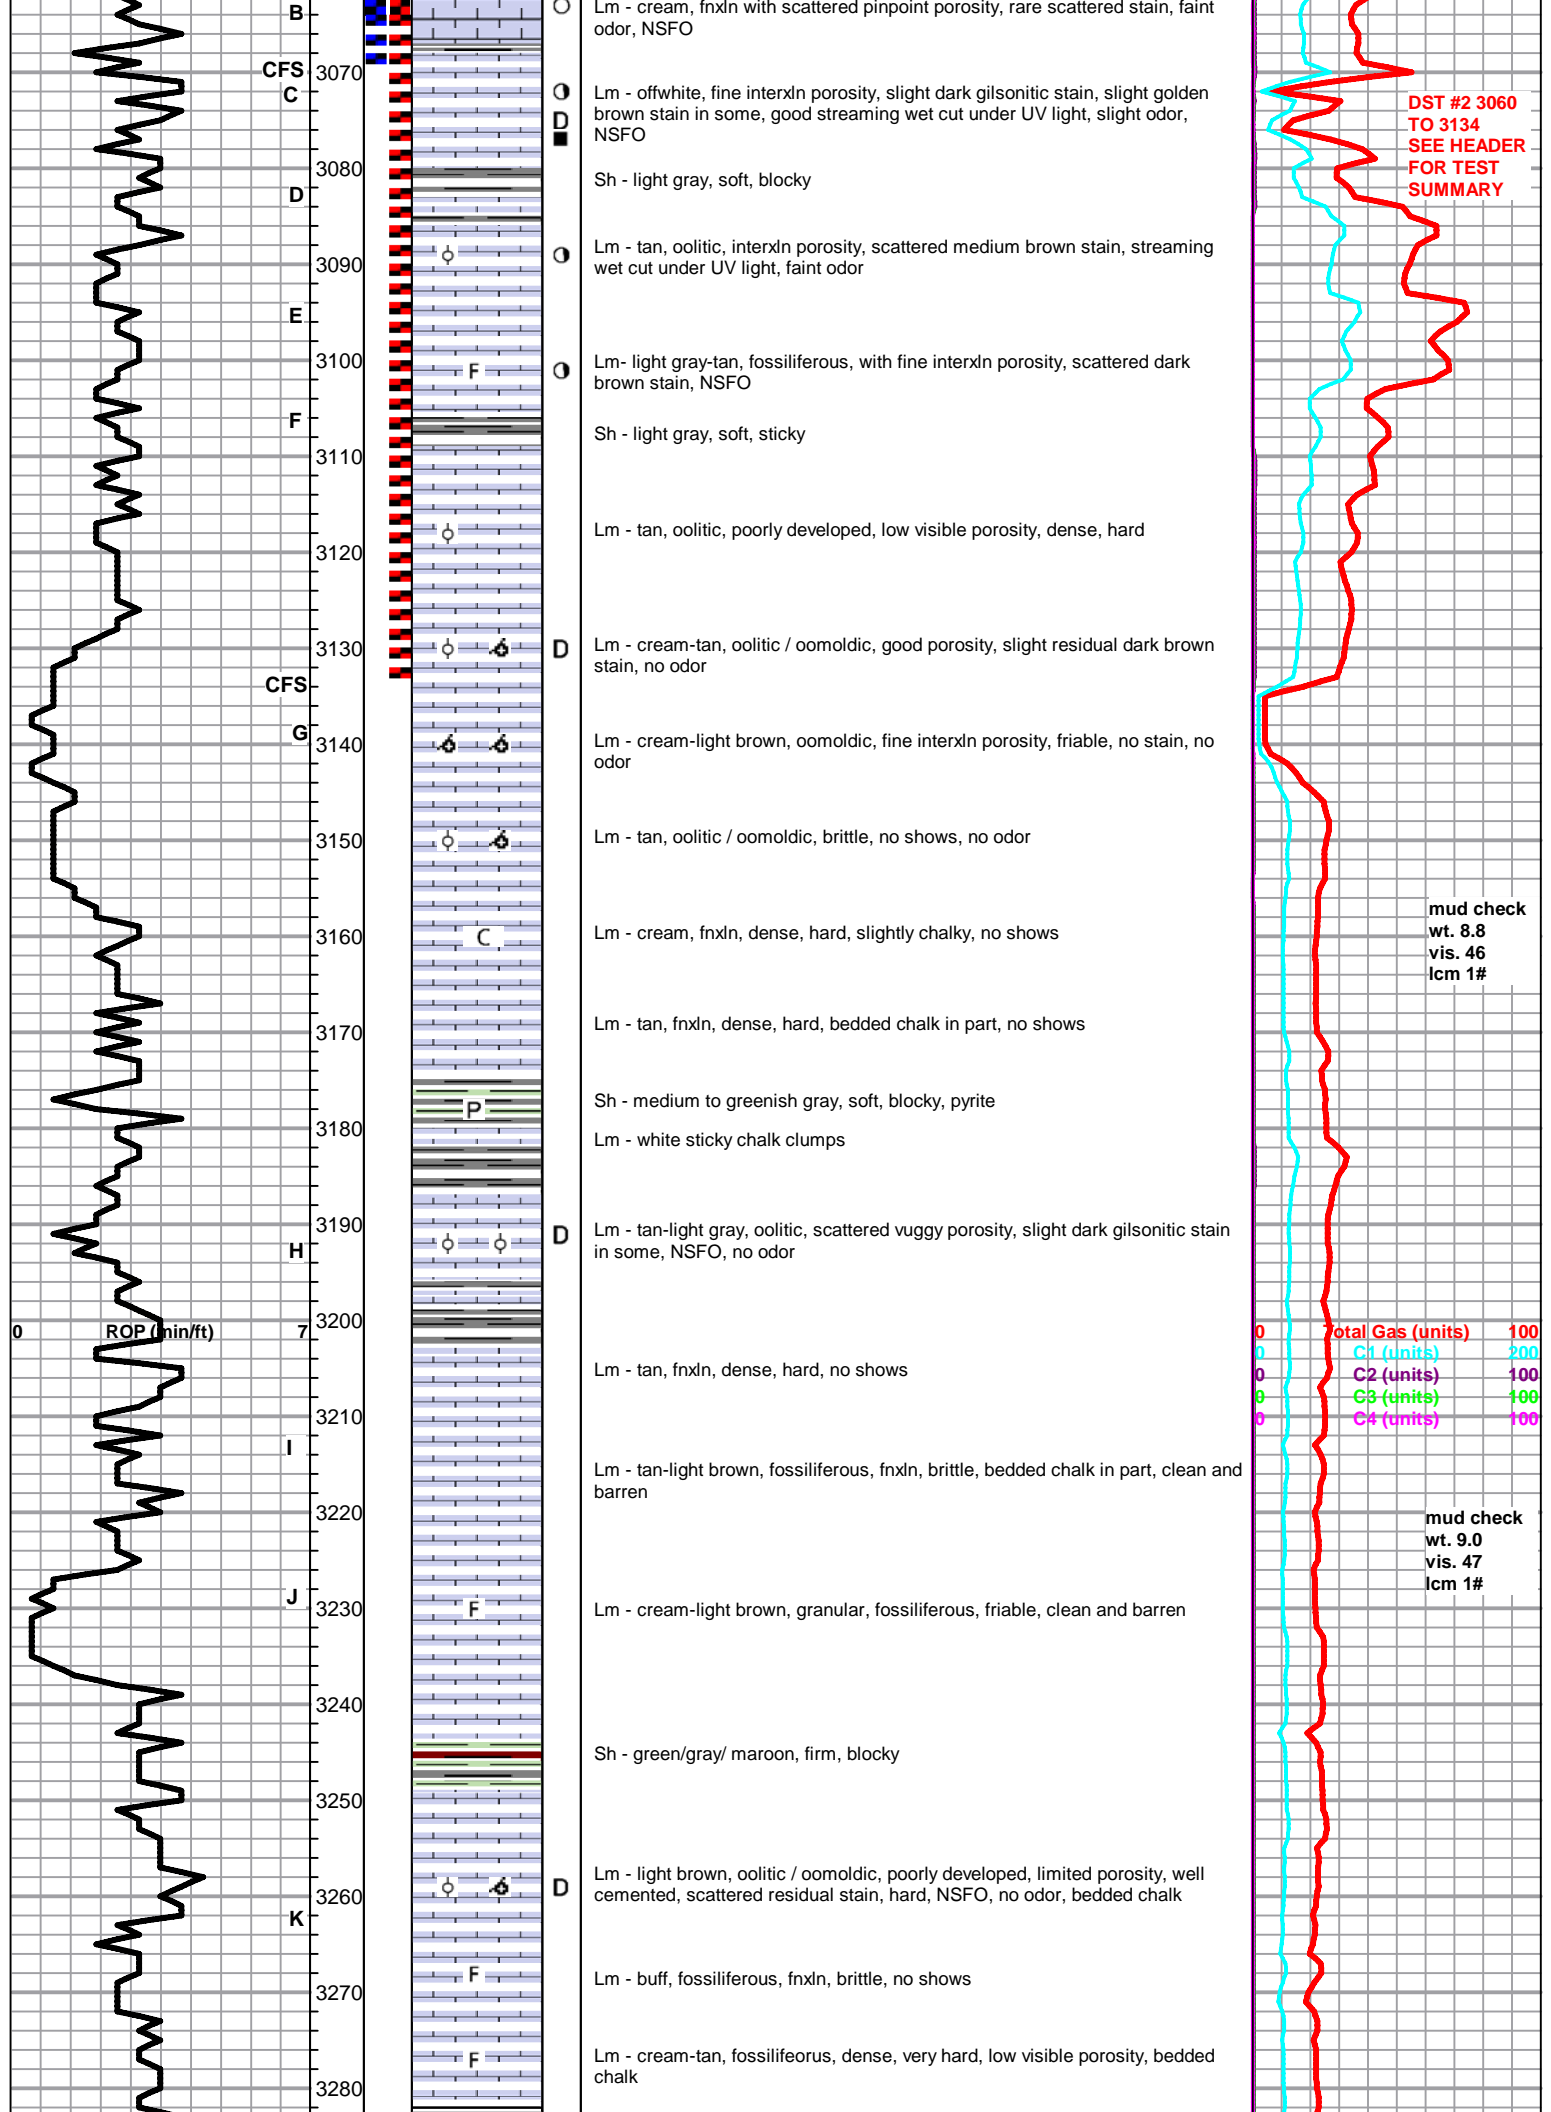 B
Lm - cream, fnxln with scattered pinpoint porosity, rare scattered stain, faint
odor, NSFO
CFS
3070
C
Lm - offwhite, fine interxln porosity, slight dark gilsonitic stain, slight golden
brown stain in some, good streaming wet cut under UV light, slight odor,
NSFO
D
DST #2 3060
TO 3134
SEE HEADER
FOR TEST
SUMMARY
3080
Sh - light gray, soft, blocky
D
Lm - tan, oolitic, interxln porosity, scattered medium brown stain, streaming
wet cut under UV light, faint odor
3090
E
3100
Lm- light gray-tan, fossiliferous, with fine interxln porosity, scattered dark
brown stain, NSFO
F
F
Sh - light gray, soft, sticky
3110
Lm - tan, oolitic, poorly developed, low visible porosity, dense, hard
3120
3130
D
Lm - cream-tan, oolitic / oomoldic, good porosity, slight residual dark brown
stain, no odor
CFS
G
3140
Lm - cream-light brown, oomoldic, fine interxln porosity, friable, no stain, no
odor
3150
Lm - tan, oolitic / oomoldic, brittle, no shows, no odor
mud check
wt. 8.8
vis. 46
lcm 1#
3160
C
Lm - cream, fnxln, dense, hard, slightly chalky, no shows
3170
Lm - tan, fnxln, dense, hard, bedded chalk in part, no shows
P
Sh - medium to greenish gray, soft, blocky, pyrite
3180
Lm - white sticky chalk clumps
3190
D
Lm - tan-light gray, oolitic, scattered vuggy porosity, slight dark gilsonitic stain
in some, NSFO, no odor
H
3200
0 ROP (min/ft) 7
0 Total Gas (units) 100
0 C1 (units) 200
0 C2 (units) 100
0 C3 (units) 100
0 C4 (units) 100
Lm - tan, fnxln, dense, hard, no shows
3210
I
Lm - tan-light brown, fossiliferous, fnxln, brittle, bedded chalk in part, clean and
barren
3220
mud check
wt. 9.0
vis. 47
lcm 1#
J
3230
F
Lm - cream-light brown, granular, fossiliferous, friable, clean and barren
3240
Sh - green/gray/ maroon, firm, blocky
3250
Lm - light brown, oolitic / oomoldic, poorly developed, limited porosity, well
cemented, scattered residual stain, hard, NSFO, no odor, bedded chalk
D
3260
K
F
Lm - buff, fossiliferous, fnxln, brittle, no shows
3270
F
Lm - cream-tan, fossilifeorus, dense, very hard, low visible porosity, bedded
chalk
3280